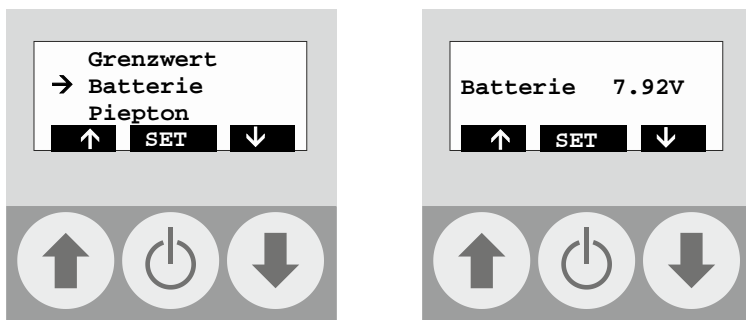 Grenzwert
→ Batterie
Piepton
↑ SET ↓
Batterie 7.92V
↑ SET ↓